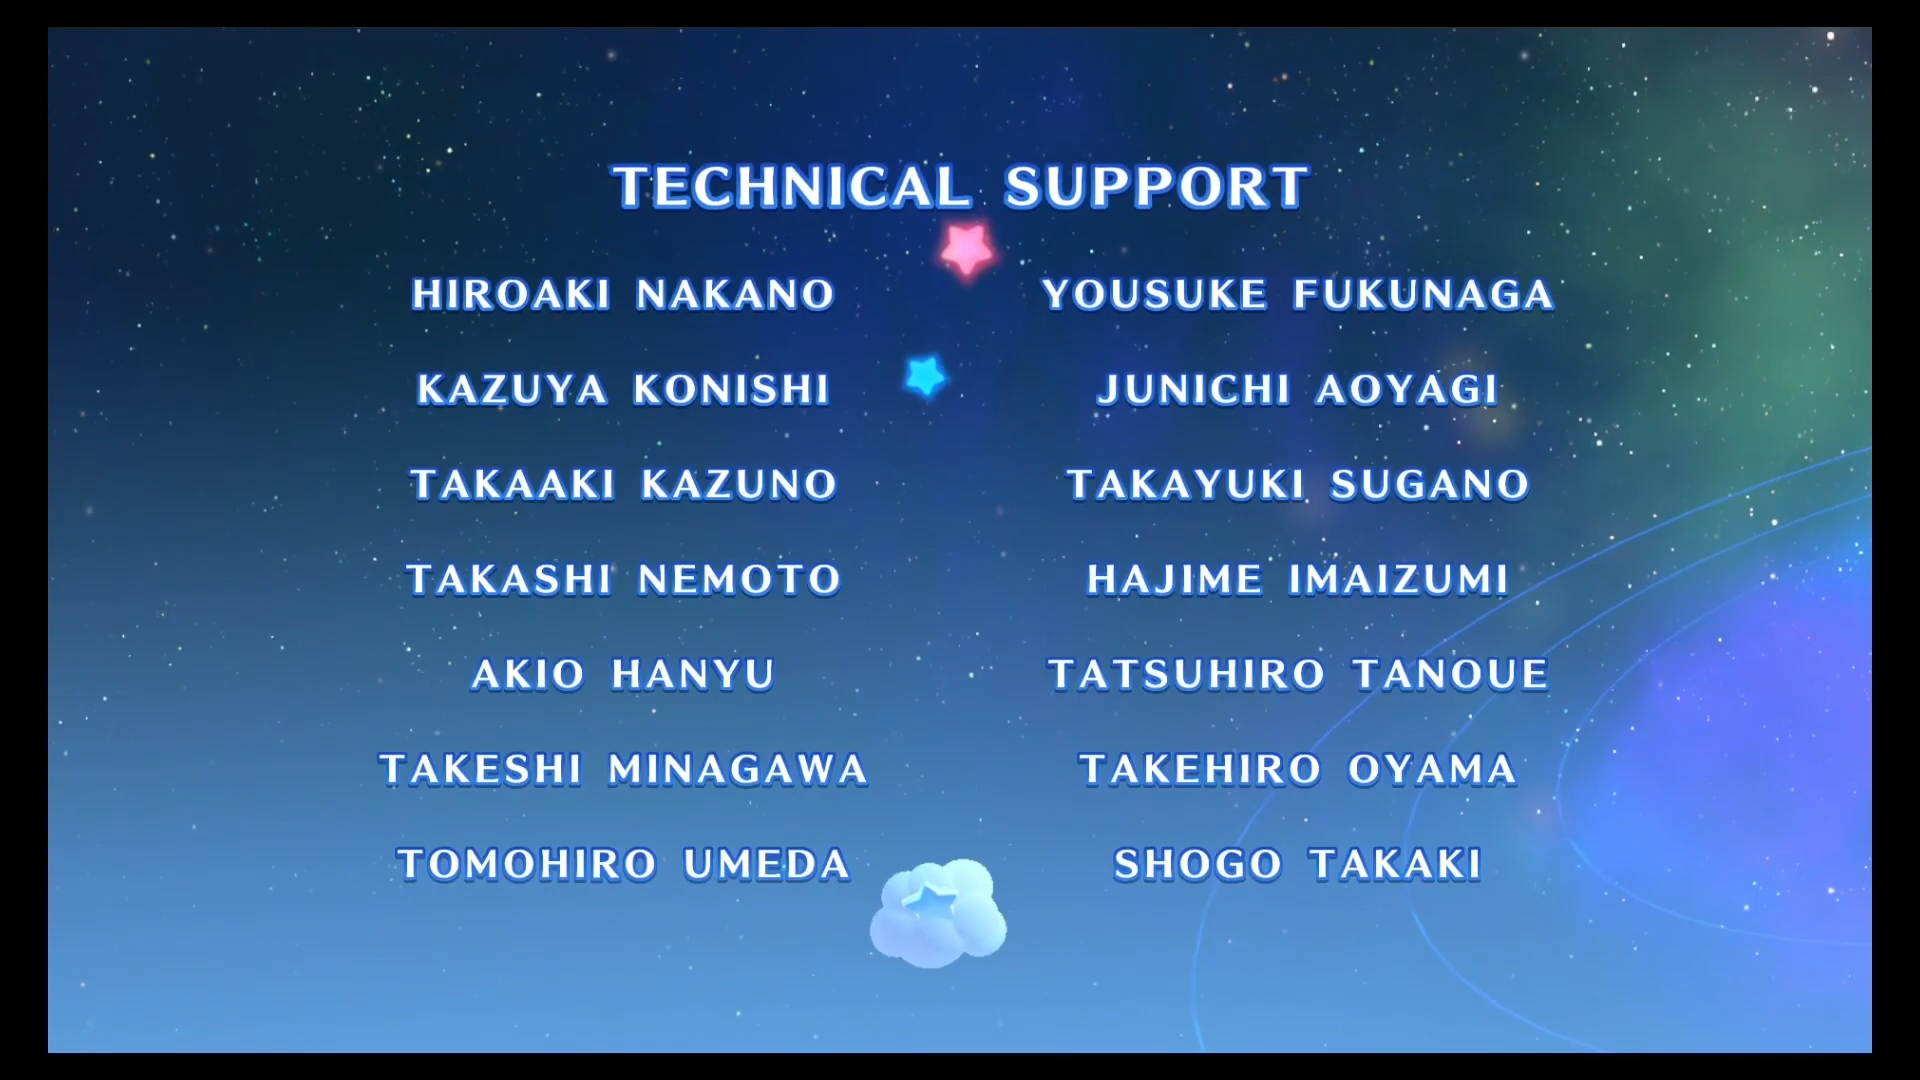 TECHNICAL SUPPORT
HIROAKI NAKANO YOUSUKE FUKUNAGA
KAZUYA KONISHI JUNICHI AOYAGI
TAKAAKI KAZUNO TAKAYUKI SUGANO
TAKASHI NEMOTO HAJIME IMAIZUMI
AKIO HANYU TATSUHIRO TANOUE
TAKESHI MINAGAWA TAKEHIRO OYAMA
TOMOHIRO UMEDA SHOGO TAKAKI